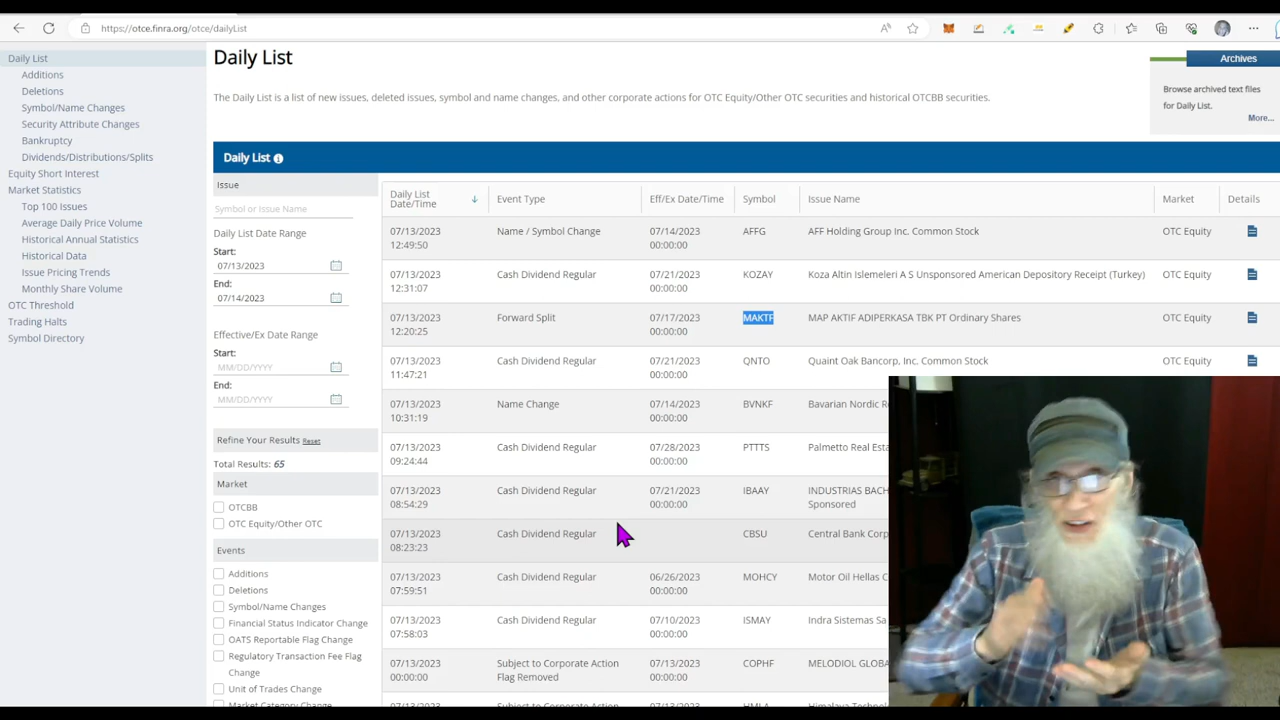 https://otce.finra.org/otce/dailyList
Daily List
Additions
Deletions
Symbol/Name Changes
Security Attribute Changes
Bankruptcy
Dividends/Distributions/Splits
Equity Short Interest
Market Statistics
Top 100 Issues
Average Daily Price Volume
Historical Annual Statistics
Historical Data
Issue Pricing Trends
Monthly Share Volume
OTC Threshold
Trading Halts
Symbol Directory
Daily List
The Daily List is a list of new issues, deleted issues, symbol and name changes, and other corporate actions for OTC Equity/Other OTC securities and historical OTCBB securities.
Archives
Browse archived text files
for Daily List.
More...
Daily List
Issue
Symbol or Issue Name
Daily List Date Range
Start:
07/13/2023
End:
07/14/2023
Effective/Ex Date Range
Start:
MM/DD/YYYY
End:
MM/DD/YYYY
Refine Your Results Reset
Total Results: 65
Market
OTCBB
OTC Equity/Other OTC
Events
Additions
Deletions
Symbol/Name Changes
Financial Status Indicator Change
OATS Reportable Flag Change
Regulatory Transaction Fee Flag
Change
Unit of Trades Change
Market Category Change
Daily List
Date/Time Event Type Eff/Ex Date/Time Symbol Issue Name Market Details
07/13/2023 Name / Symbol Change 07/14/2023 AFFG AFF Holding Group Inc. Common Stock OTC Equity
12:49:50 00:00:00
07/13/2023 Cash Dividend Regular 07/21/2023 KOZAY Koza Altin Islemeleri A S Unsponsored American Depository Receipt (Turkey) OTC Equity
12:31:07 00:00:00
07/13/2023 Forward Split 07/17/2023 MAKTF MAP AKTIF ADIPERKASA TBK PT Ordinary Shares OTC Equity
12:20:25 00:00:00
07/13/2023 Cash Dividend Regular 07/21/2023 QNTO Quaint Oak Bancorp, Inc. Common Stock OTC Equity
11:47:21 00:00:00
07/13/2023 Name Change 07/14/2023 BVNKF Bavarian Nordic
10:31:19 00:00:00
07/13/2023 Cash Dividend Regular 07/28/2023 PTTTS Palmetto Real
09:24:44 00:00:00
07/13/2023 Cash Dividend Regular 07/21/2023 IBAAY INDUSTRIAS BACH
08:54:29 00:00:00 Sponsored
07/13/2023 Cash Dividend Regular CBSU Central Bank Corp
08:23:23
07/13/2023 Cash Dividend Regular 06/26/2023 MOHCY Motor Oil Hellas
07:59:51 00:00:00
07/13/2023 Cash Dividend Regular 07/10/2023 ISMAY Indra Sistemas Sa
07:58:03 00:00:00
07/13/2023 Subject to Corporate Action 07/13/2023 COPHF MELODIOL GLOBA
00:00:00 Flag Removed 00:00:00